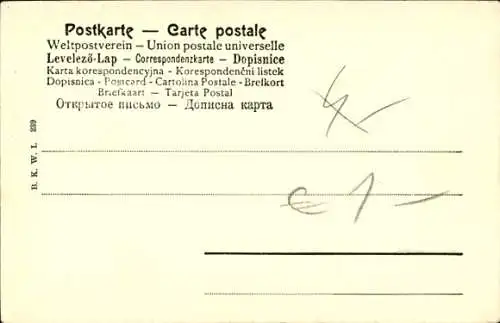 Postkarte — Carte postale
Weltpostverein – Union postale universelle
Levelező-Lap – Correspondenzkarte – Dopisnice
Karta korespondencyjna - Korespondenční listek
Dopisnica - Postcard - Cartolina Postale - Brefkort
Briefkaart — Tarjeta Postal
Открытое письмо — Дописна карта
B. K. W. I. 239